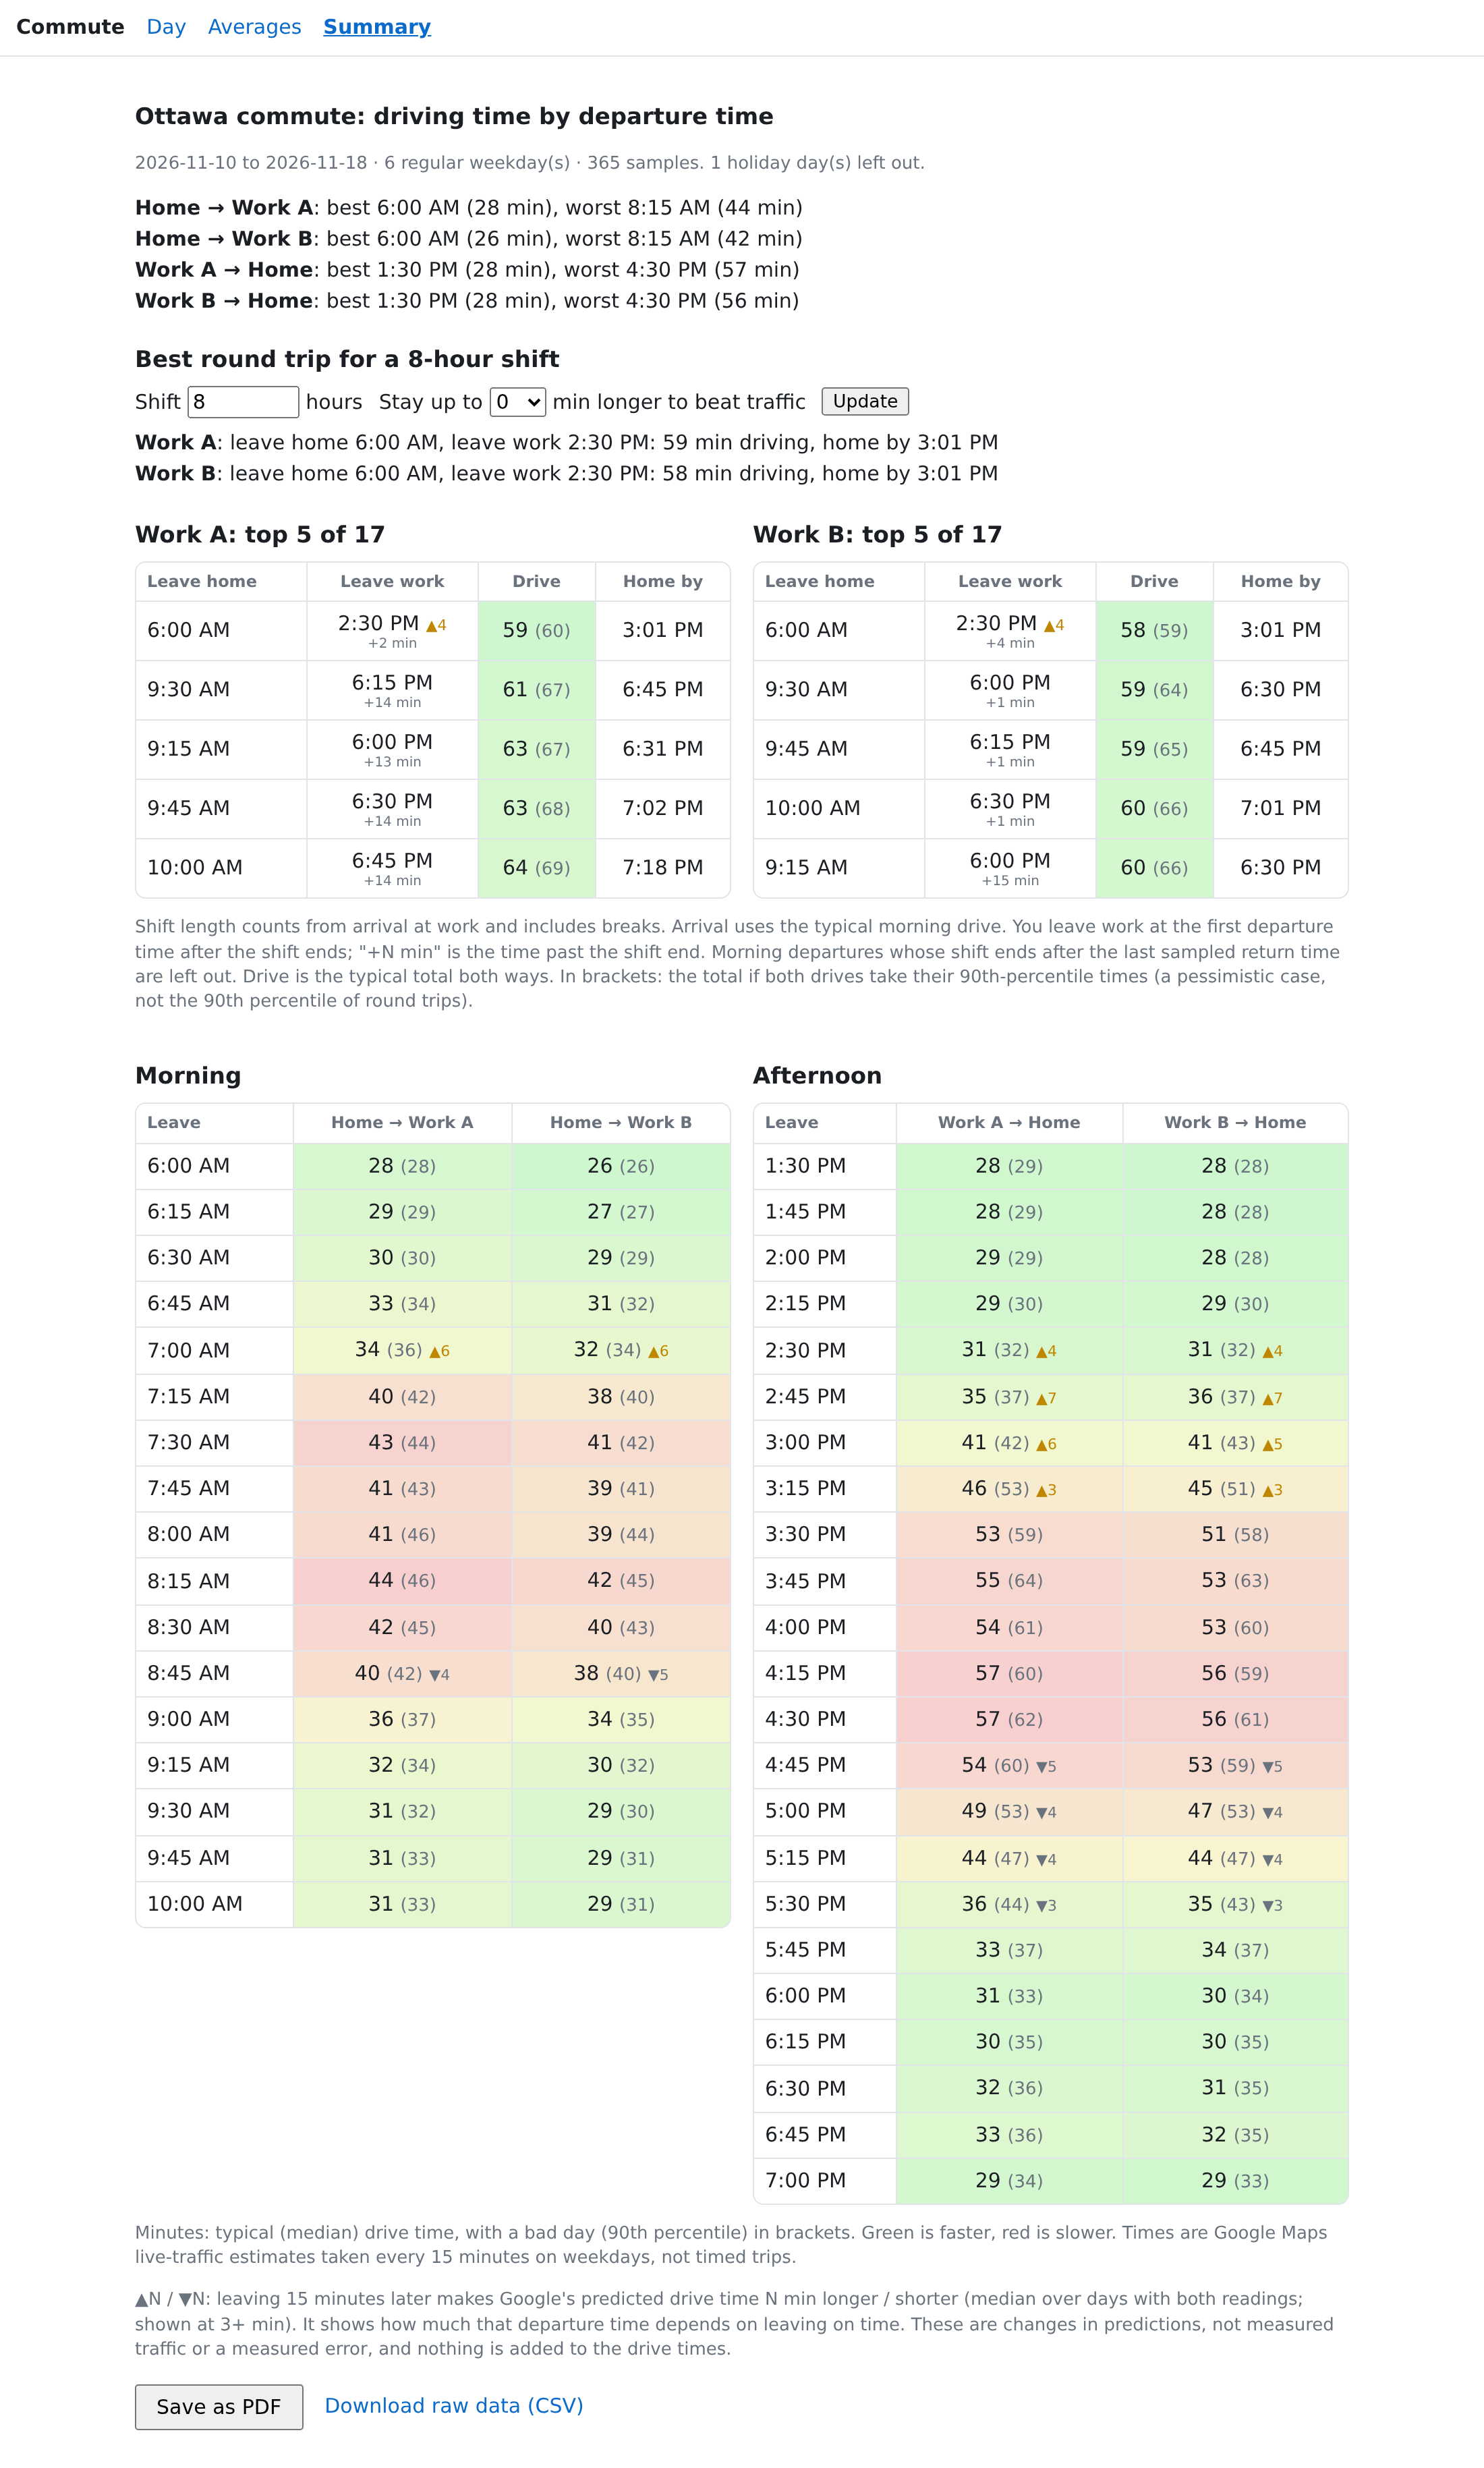 Commute Day Averages Summary
Ottawa commute: driving time by departure time
2026-11-10 to 2026-11-18 · 6 regular weekday(s) · 365 samples. 1 holiday day(s) left out.
Home → Work A: best 6:00 AM (28 min), worst 8:15 AM (44 min)
Home → Work B: best 6:00 AM (26 min), worst 8:15 AM (42 min)
Work A → Home: best 1:30 PM (28 min), worst 4:30 PM (57 min)
Work B → Home: best 1:30 PM (28 min), worst 4:30 PM (56 min)
Best round trip for a 8-hour shift
Shift 8 hours Stay up to 0 min longer to beat traffic Update
Work A: leave home 6:00 AM, leave work 2:30 PM: 59 min driving, home by 3:01 PM
Work B: leave home 6:00 AM, leave work 2:30 PM: 58 min driving, home by 3:01 PM
Work A: top 5 of 17
Leave home Leave work Drive Home by
6:00 AM 2:30 PM ▲4 +2 min 59 (60) 3:01 PM
9:30 AM 6:15 PM +14 min 61 (67) 6:45 PM
9:15 AM 6:00 PM +13 min 63 (67) 6:31 PM
9:45 AM 6:30 PM +14 min 63 (68) 7:02 PM
10:00 AM 6:45 PM +14 min 64 (69) 7:18 PM
Work B: top 5 of 17
Leave home Leave work Drive Home by
6:00 AM 2:30 PM ▲4 +4 min 58 (59) 3:01 PM
9:30 AM 6:00 PM +1 min 59 (64) 6:30 PM
9:45 AM 6:15 PM +1 min 59 (65) 6:45 PM
10:00 AM 6:30 PM +1 min 60 (66) 7:01 PM
9:15 AM 6:00 PM +15 min 60 (66) 6:30 PM
Shift length counts from arrival at work and includes breaks. Arrival uses the typical morning drive. You leave work at the first departure
time after the shift ends; "+N min" is the time past the shift end. Morning departures whose shift ends after the last sampled return time
are left out. Drive is the typical total both ways. In brackets: the total if both drives take their 90th-percentile times (a pessimistic case,
not the 90th percentile of round trips).
Morning
Leave Home → Work A Home → Work B
6:00 AM 28 (28) 26 (26)
6:15 AM 29 (29) 27 (27)
6:30 AM 30 (30) 29 (29)
6:45 AM 33 (34) 31 (32)
7:00 AM 34 (36) ▲6 32 (34) ▲6
7:15 AM 40 (42) 38 (40)
7:30 AM 43 (44) 41 (42)
7:45 AM 41 (43) 39 (41)
8:00 AM 41 (46) 39 (44)
8:15 AM 44 (46) 42 (45)
8:30 AM 42 (45) 40 (43)
8:45 AM 40 (42) ▼4 38 (40) ▼5
9:00 AM 36 (37) 34 (35)
9:15 AM 32 (34) 30 (32)
9:30 AM 31 (32) 29 (30)
9:45 AM 31 (33) 29 (31)
10:00 AM 31 (33) 29 (31)
Afternoon
Leave Work A → Home Work B → Home
1:30 PM 28 (29) 28 (28)
1:45 PM 28 (29) 28 (28)
2:00 PM 29 (29) 28 (28)
2:15 PM 29 (30) 29 (30)
2:30 PM 31 (32) ▲4 31 (32) ▲4
2:45 PM 35 (37) ▲7 36 (37) ▲7
3:00 PM 41 (42) ▲6 41 (43) ▲5
3:15 PM 46 (53) ▲3 45 (51) ▲3
3:30 PM 53 (59) 51 (58)
3:45 PM 55 (64) 53 (63)
4:00 PM 54 (61) 53 (60)
4:15 PM 57 (60) 56 (59)
4:30 PM 57 (62) 56 (61)
4:45 PM 54 (60) ▼5 53 (59) ▼5
5:00 PM 49 (53) ▼4 47 (53) ▼4
5:15 PM 44 (47) ▼4 44 (47) ▼4
5:30 PM 36 (44) ▼3 35 (43) ▼3
5:45 PM 33 (37) 34 (37)
6:00 PM 31 (33) 30 (34)
6:15 PM 30 (35) 30 (35)
6:30 PM 32 (36) 31 (35)
6:45 PM 33 (36) 32 (35)
7:00 PM 29 (34) 29 (33)
Minutes: typical (median) drive time, with a bad day (90th percentile) in brackets. Green is faster, red is slower. Times are Google Maps
live-traffic estimates taken every 15 minutes on weekdays, not timed trips.
▲N / ▼N: leaving 15 minutes later makes Google's predicted drive time N min longer / shorter (median over days with both readings;
shown at 3+ min). It shows how much that departure time depends on leaving on time. These are changes in predictions, not measured
traffic or a measured error, and nothing is added to the drive times.
Save as PDF Download raw data (CSV)